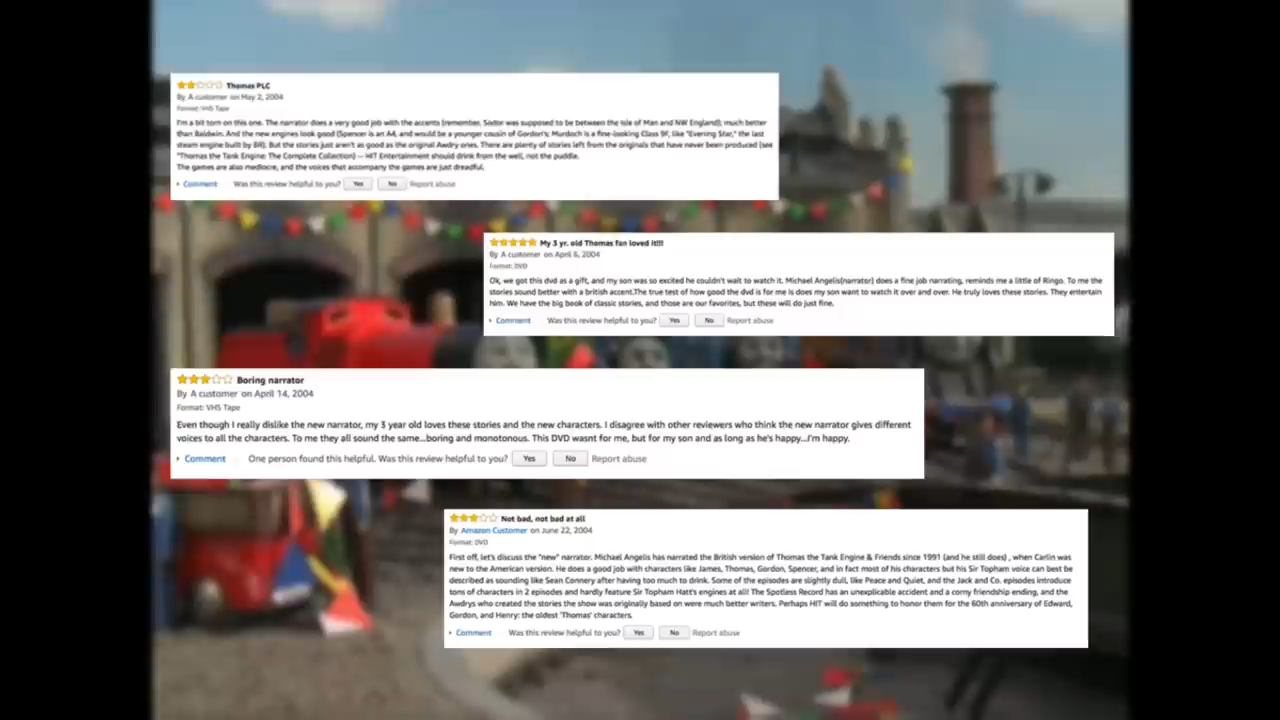 Thomas PLC
By A customer on May 2, 2004
Format: VHS Tape
I'm a bit torn on this one. The narrator does a very good job with the accents (remember, Sodor was supposed to be between the Isle of Man and NW England); much better
than Baldwin. And the new engines look good (Spencer is an A4, and would be a younger cousin of Gordon's; Murdoch is a fine-looking Class 9F, like "Evening Star," the last
steam engine built by BR). But the stories just aren't as good as the original Awdry ones. There are plenty of stories left from the originals that have never been produced (see
"Thomas the Tank Engine: The Complete Collection) -- HIT Entertainment should drink from the well, not the puddle.
The games are also mediocre, and the voices that accompany the games are just dreadful.
Comment Was this review helpful to you? Yes No Report abuse
My 3 yr. old Thomas fan loved it!!!
By A customer on April 6, 2004
Format: DVD
Ok, we got this dvd as a gift, and my son was so excited he couldn't wait to watch it. Michael Angelis(narrator) does a fine job narrating, reminds me a little of Ringo. To me the
stories sound better with a british accent.The true test of how good the dvd is for me is does my son want to watch it over and over. He truly loves these stories. They entertain
him. We have the big book of classic stories, and those are our favorites, but these will do just fine.
Comment Was this review helpful to you? Yes No Report abuse
Boring narrator
By A customer on April 14, 2004
Format: VHS Tape
Even though I really dislike the new narrator, my 3 year old loves these stories and the new characters. I disagree with other reviewers who think the new narrator gives different
voices to all the characters. To me they all sound the same...boring and monotonous. This DVD wasnt for me, but for my son and as long as he's happy...I'm happy.
Comment One person found this helpful. Was this review helpful to you? Yes No Report abuse
Not bad, not bad at all
By Amazon Customer on June 22, 2004
Format: DVD
First off, let's discuss the "new" narrator. Michael Angelis has narrated the British version of Thomas the Tank Engine & Friends since 1991 (and he still does) , when Carlin was
new to the American version. He does a good job with characters like James, Thomas, Gordon, Spencer, and in fact most of his characters but his Sir Topham voice can best be
described as sounding like Sean Connery after having too much to drink. Some of the episodes are slightly dull, like Peace and Quiet, and the Jack and Co. episodes introduce
tons of characters in 2 episodes and hardly feature Sir Topham Hatt's engines at all! The Spotless Record has an unexplicable accident and a corny friendship ending, and the
Awdrys who created the stories the show was originally based on were much better writers. Perhaps HIT will do something to honor them for the 60th anniversary of Edward,
Gordon, and Henry: the oldest 'Thomas' characters.
Comment Was this review helpful to you? Yes No Report abuse